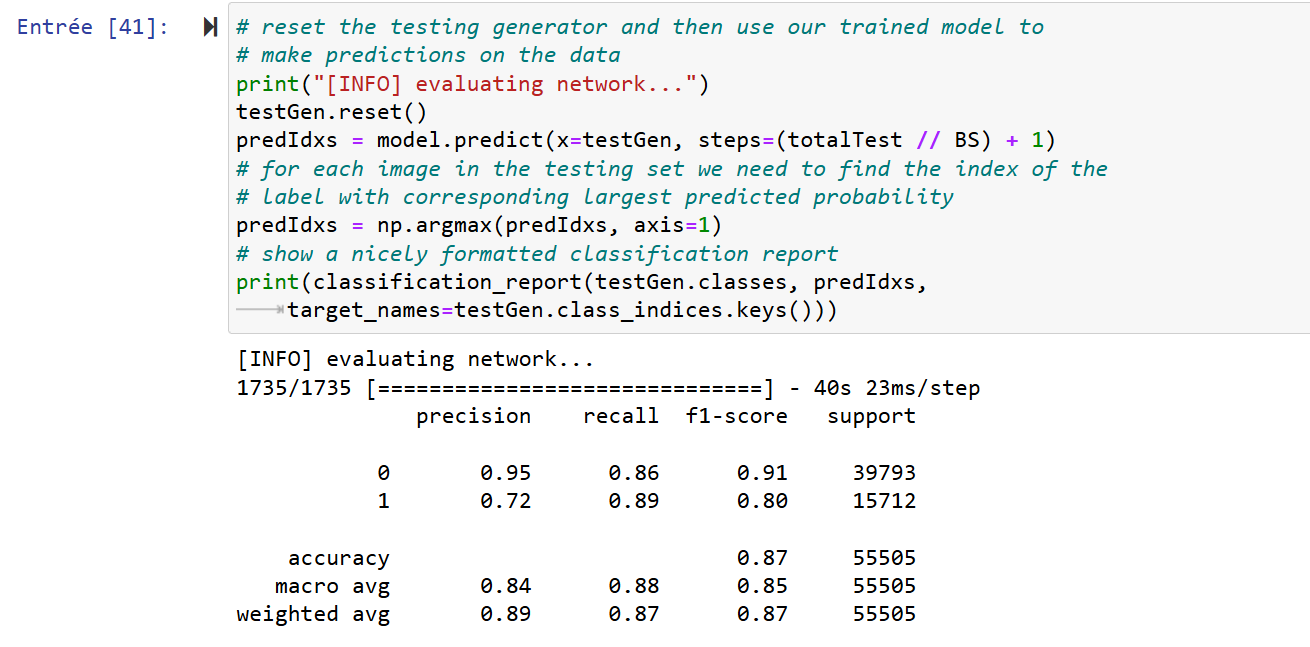 Entrée [41]:
# reset the testing generator and then use our trained model to
# make predictions on the data
print("[INFO] evaluating network...")
testGen.reset()
predIdxs = model.predict(x=testGen, steps=(totalTest // BS) + 1)
# for each image in the testing set we need to find the index of the
# label with corresponding largest predicted probability
predIdxs = np.argmax(predIdxs, axis=1)
# show a nicely formatted classification report
print(classification_report(testGen.classes, predIdxs,
    target_names=testGen.class_indices.keys()))
[INFO] evaluating network...
1735/1735 [==============================] - 40s 23ms/step
              precision    recall  f1-score   support

           0       0.95      0.86      0.91     39793
           1       0.72      0.89      0.80     15712

    accuracy                           0.87     55505
   macro avg       0.84      0.88      0.85     55505
weighted avg       0.89      0.87      0.87     55505